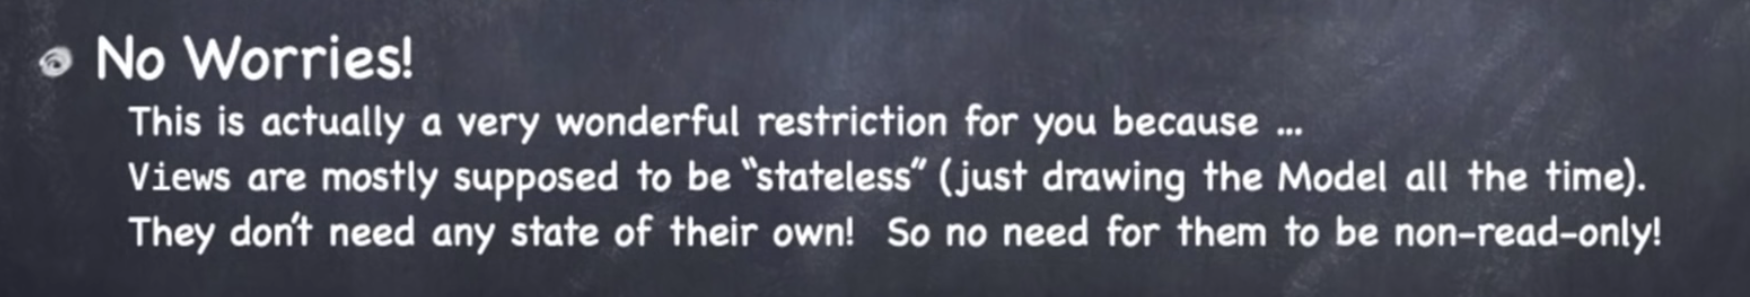 No Worries!
This is actually a very wonderful restriction for you because ...
Views are mostly supposed to be “stateless” (just drawing the Model all the time).
They don’t need any state of their own!  So no need for them to be non-read-only!